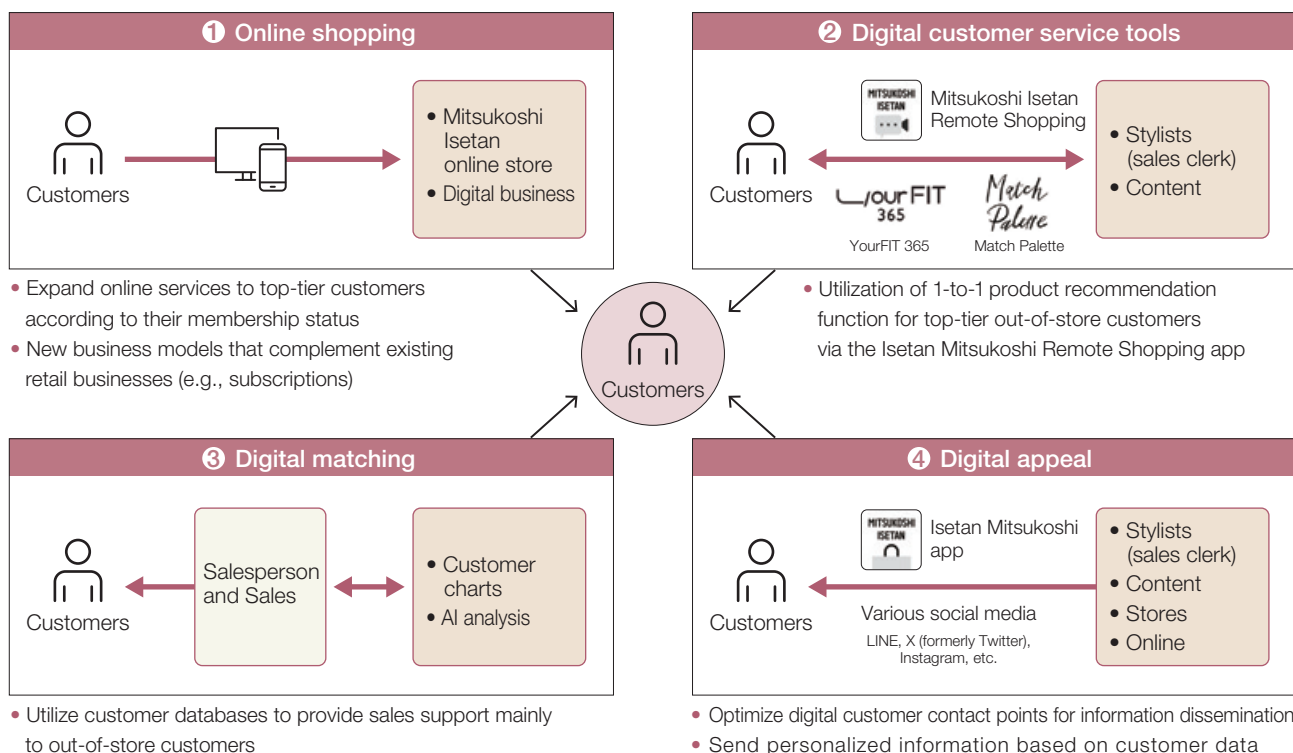 ❶ Online shopping
Customers
• Mitsukoshi
Isetan
online store
• Digital business
• Expand online services to top-tier customers
according to their membership status
• New business models that complement existing
retail businesses (e.g., subscriptions)
❷ Digital customer service tools
Customers
MITSUKOSHI
ISETAN
Mitsukoshi Isetan
Remote Shopping
YourFIT
365
YourFIT 365
Match
Palette
Match Palette
• Stylists
(sales clerk)
• Content
• Utilization of 1-to-1 product recommendation
function for top-tier out-of-store customers
via the Isetan Mitsukoshi Remote Shopping app
Customers
❸ Digital matching
Customers
Salesperson
and Sales
• Customer
charts
• AI analysis
• Utilize customer databases to provide sales support mainly
to out-of-store customers
❹ Digital appeal
Customers
MITSUKOSHI
ISETAN
Isetan Mitsukoshi
app
Various social media
LINE, X (formerly Twitter),
Instagram, etc.
• Stylists
(sales clerk)
• Content
• Stores
• Online
• Optimize digital customer contact points for information dissemination
• Send personalized information based on customer data